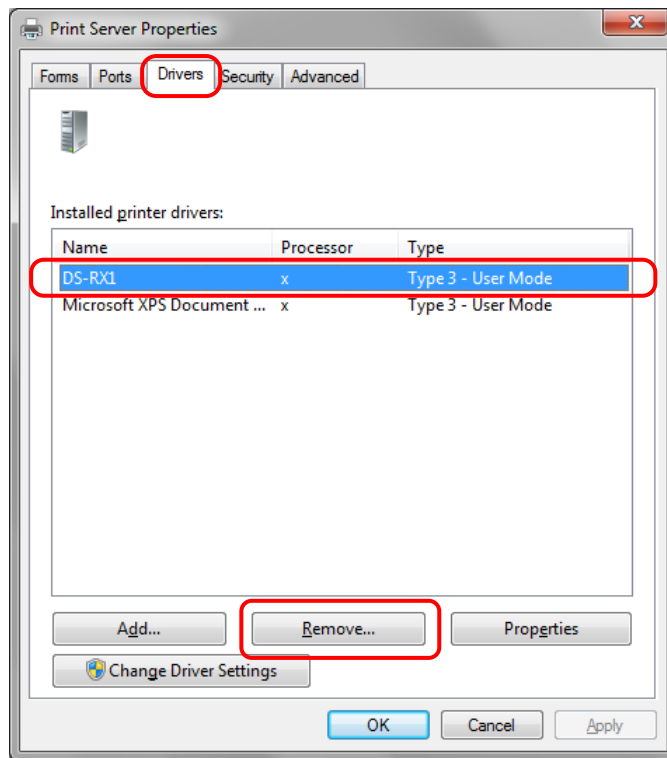 Print Server Properties
Forms Ports Drivers Security Advanced
Installed printer drivers:
Name Processor Type
DS-RX1 x Type 3 - User Mode
Microsoft XPS Document ... x Type 3 - User Mode
Add... Remove... Properties
Change Driver Settings
OK Cancel Apply